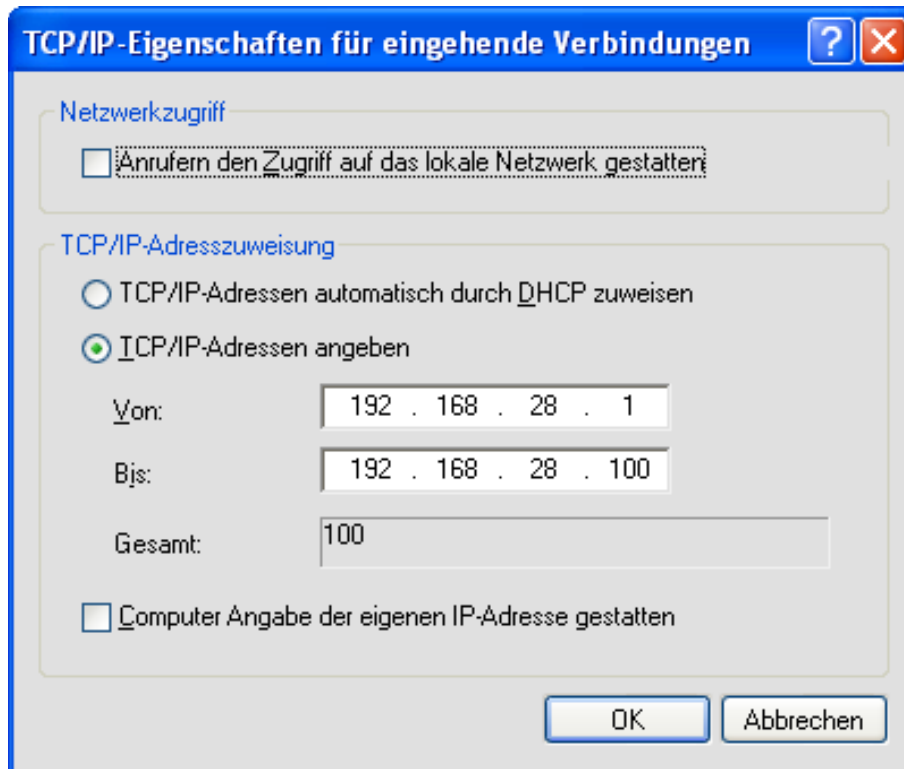 TCP/IP-Eigenschaften für eingehende Verbindungen
Netzwerkzugriff
Anrufern den Zugriff auf das lokale Netzwerk gestatten
TCP/IP-Adresszuweisung
TCP/IP-Adressen automatisch durch DHCP zuweisen
TCP/IP-Adressen angeben
Von: 192 . 168 . 28 . 1
Bis: 192 . 168 . 28 . 100
Gesamt: 100
Computer Angabe der eigenen IP-Adresse gestatten
OK Abbrechen